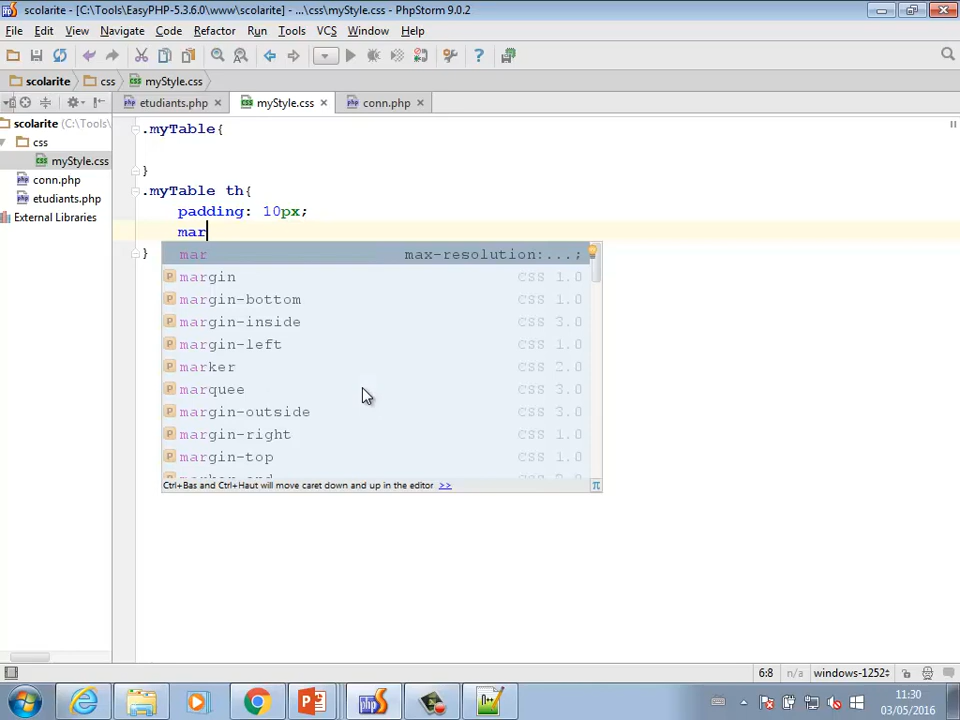 scolarite - [C:\Tools\EasyPHP-5.3.6.0\www\scolarite] - ...\css\myStyle.css - PhpStorm 9.0.2
File Edit View Navigate Code Refactor Run Tools VCS Window Help
scolarite css myStyle.css
etudiants.php myStyle.css conn.php
scolarite (C:\Tools\
css
myStyle.css
conn.php
etudiants.php
External Libraries
.myTable{
}
.myTable th{
padding: 10px;
mar
}
mar max-resolution:...;
margin CSS 1.0
margin-bottom CSS 1.0
margin-inside CSS 3.0
margin-left CSS 1.0
marker CSS 2.0
marquee CSS 3.0
margin-outside CSS 3.0
margin-right CSS 1.0
margin-top CSS 1.0
Ctrl+Bas and Ctrl+Haut will move caret down and up in the editor >>
π
6:8 n/a windows-1252
11:30
03/05/2016